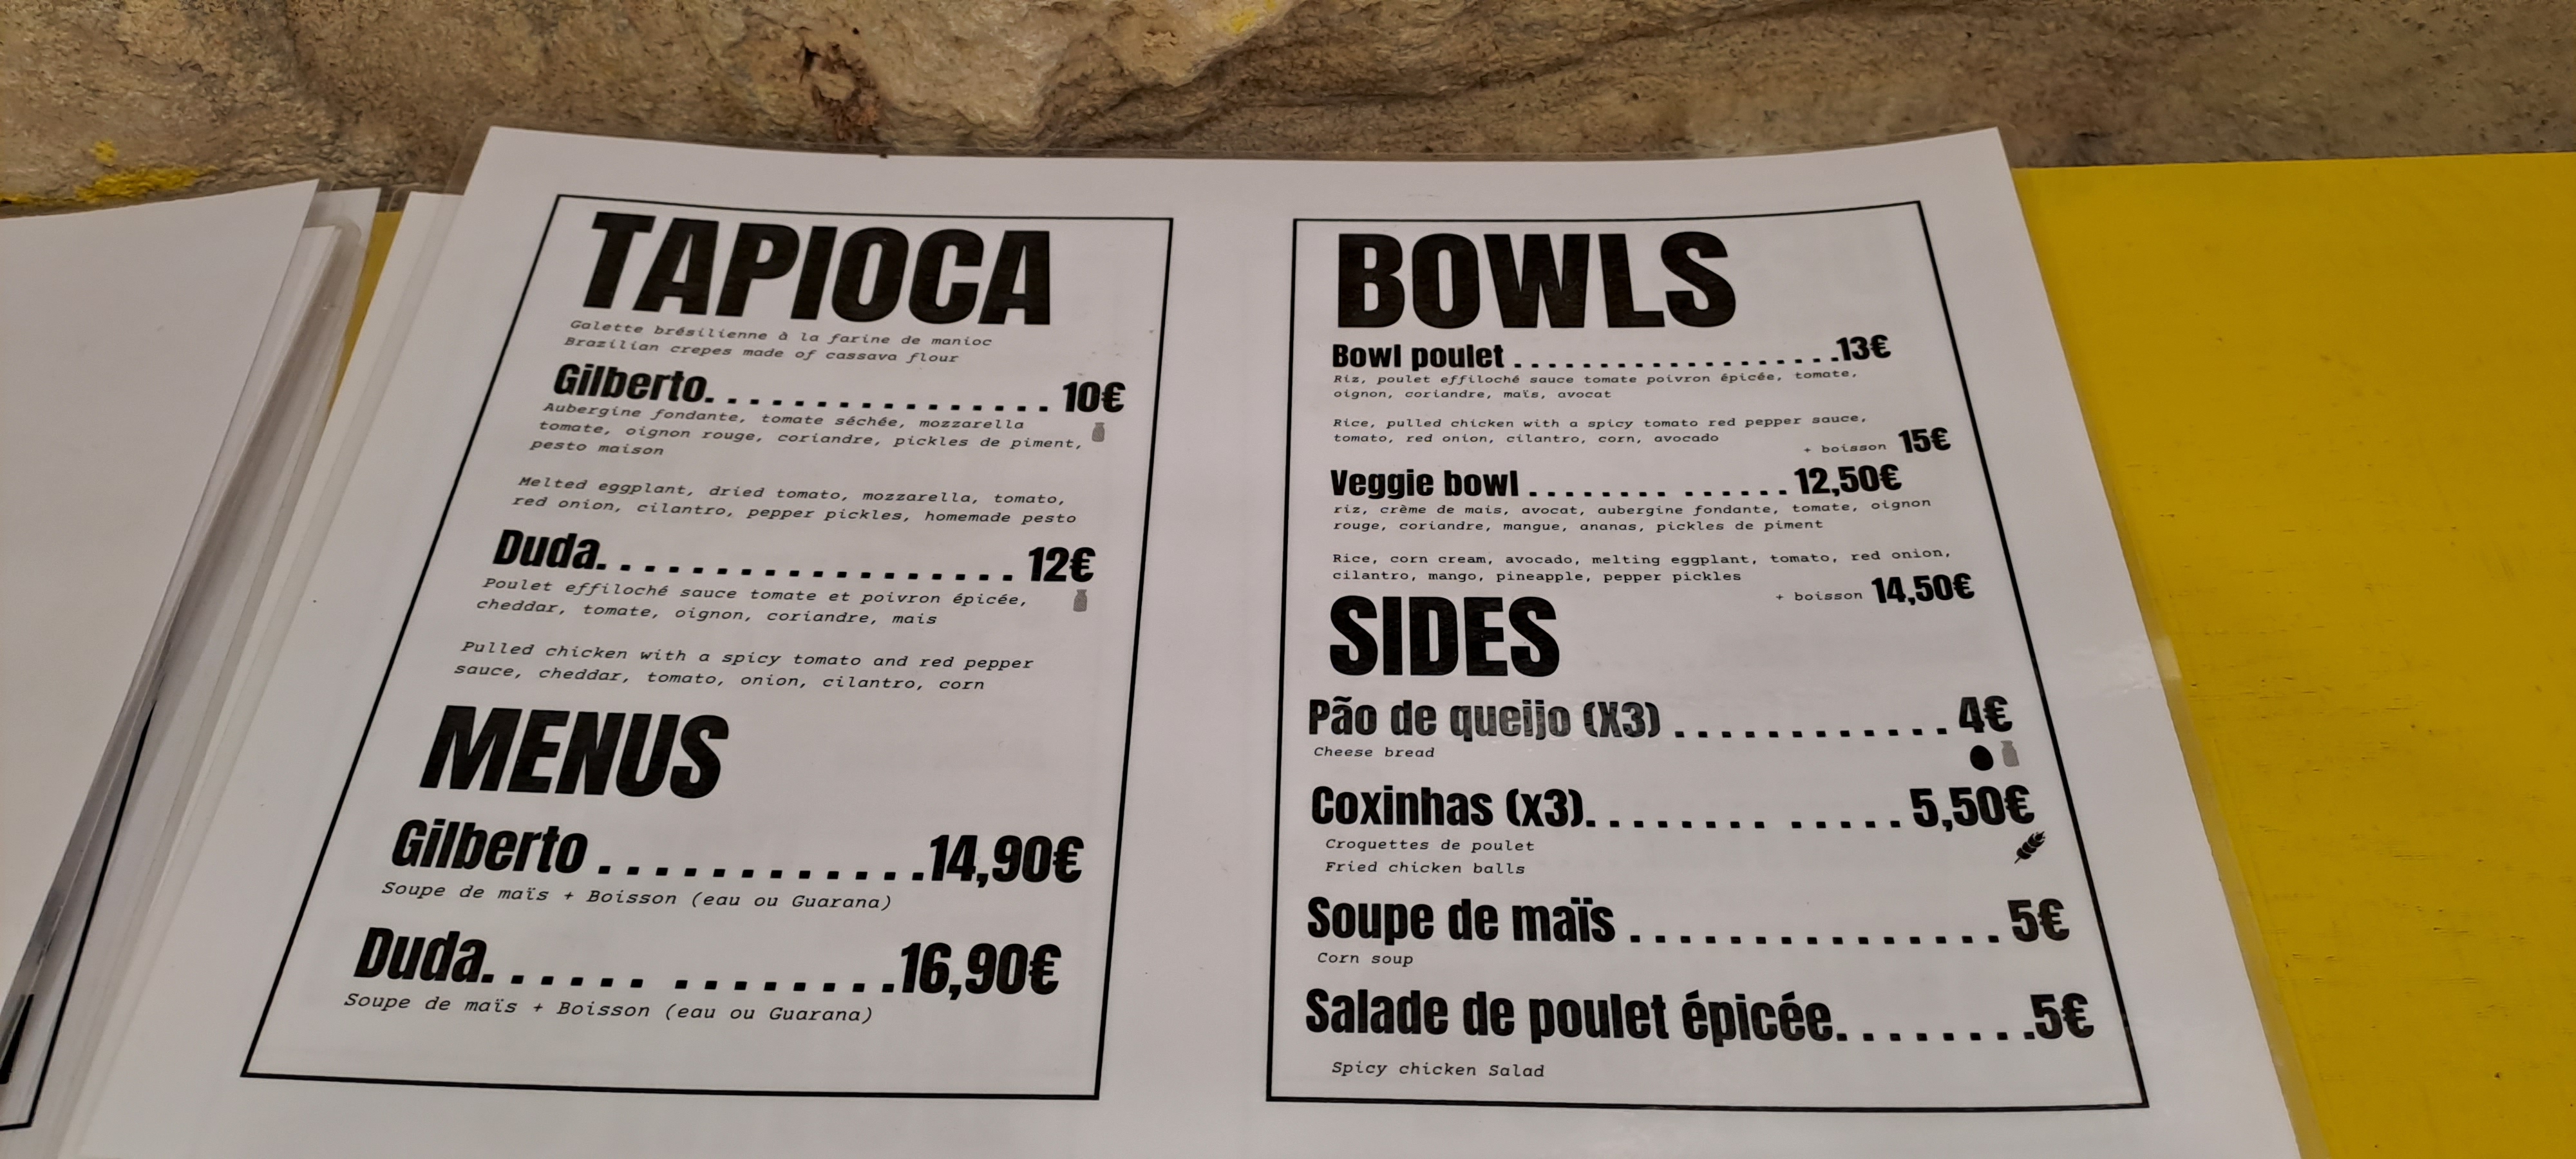 TAPIOCA
Galette brésilienne à la farine de manioc
Brazilian crepes made of cassava flour
Gilberto................10€
Aubergine fondante, tomate séchée, mozzarella
tomate, oignon rouge, coriandre, pickles de piment,
pesto maison
Melted eggplant, dried tomato, mozzarella, tomato,
red onion, cilantro, pepper pickles, homemade pesto
Duda...................12€
Poulet effiloché sauce tomate et poivron épicée,
cheddar, tomate, oignon, coriandre, mais
Pulled chicken with a spicy tomato and red pepper
sauce, cheddar, tomato, onion, cilantro, corn
MENUS
Gilberto ............14,90€
Soupe de maïs + Boisson (eau ou Guarana)
Duda...... ........16,90€
Soupe de maïs + Boisson (eau ou Guarana)
BOWLS
Bowl poulet ...................13€
Riz, poulet effiloché sauce tomate poivron épicée, tomate,
oignon, coriandre, maïs, avocat
Rice, pulled chicken with a spicy tomato red pepper sauce,
tomato, red onion, cilantro, corn, avocado
+ boisson 15€
Veggie bowl ........ ...... 12,50€
riz, crème de mais, avocat, aubergine fondante, tomate, oignon
rouge, coriandre, mangue, ananas, pickles de piment
Rice, corn cream, avocado, melting eggplant, tomato, red onion,
cilantro, mango, pineapple, pepper pickles
+ boisson 14,50€
SIDES
Pão de queijo (X3) ............ 4€
Cheese bread
Coxinhas (x3)........ ..... 5,50€
Croquettes de poulet
Fried chicken balls
Soupe de maïs ................ 5€
Corn soup
Salade de poulet épicée........5€
Spicy chicken Salad